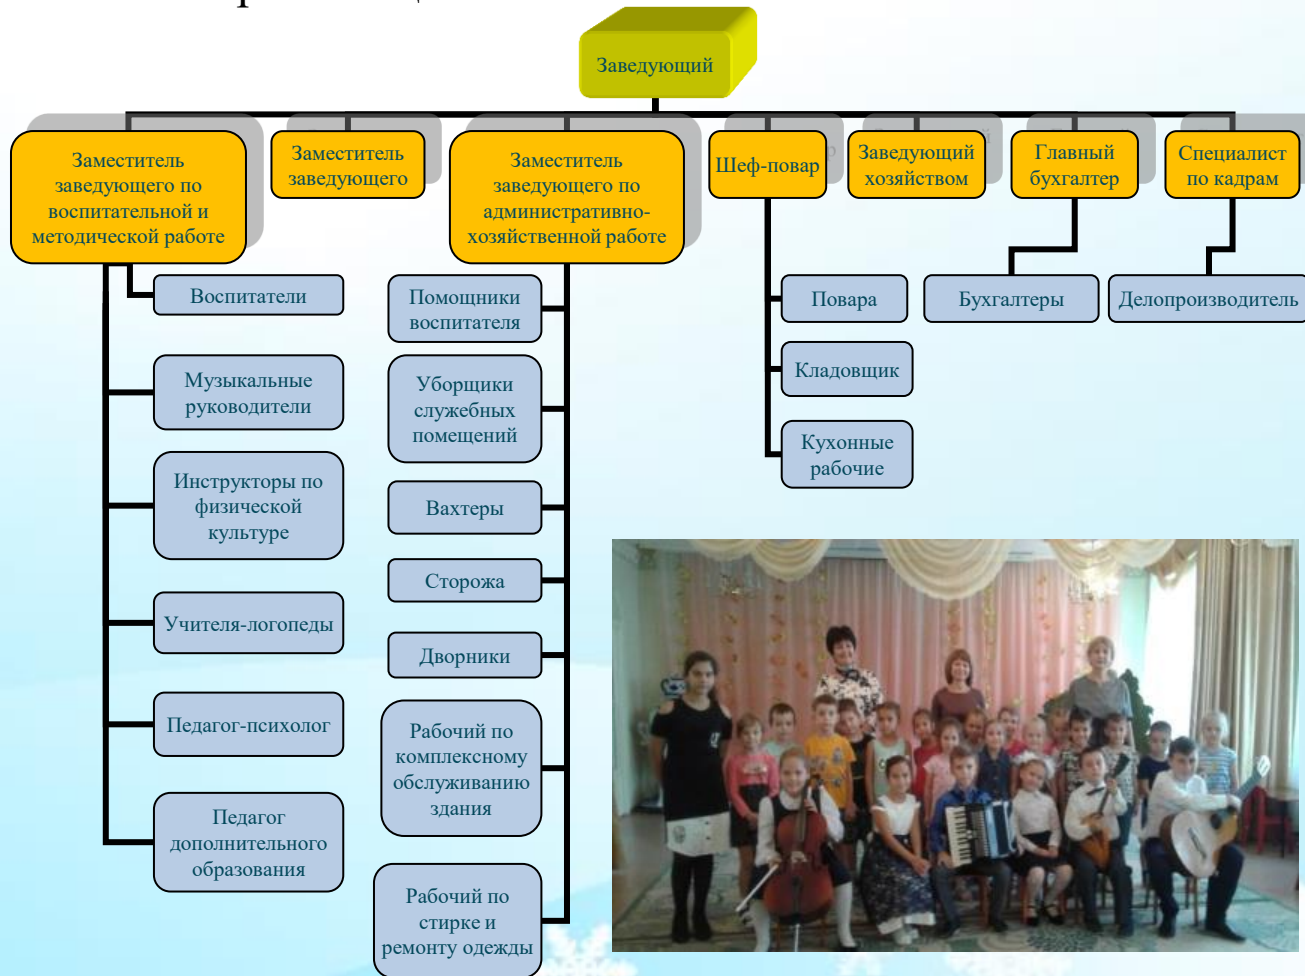 Заведующий
Заместитель
заведующего по
воспитательной и
методической работе
Заместитель
заведующего
Заместитель
заведующего по
административно-
хозяйственной работе
Шеф-повар
Заведующий
хозяйством
Главный
бухгалтер
Специалист
по кадрам
Воспитатели
Музыкальные
руководители
Инструкторы по
физической
культуре
Учителя-логопеды
Педагог-психолог
Педагог
дополнительного
образования
Помощники
воспитателя
Уборщики
служебных
помещений
Вахтеры
Сторожа
Дворники
Рабочий по
комплексному
обслуживанию
здания
Рабочий по
стирке и
ремонту одежды
Повара
Кладовщик
Кухонные
рабочие
Бухгалтеры
Делопроизводитель